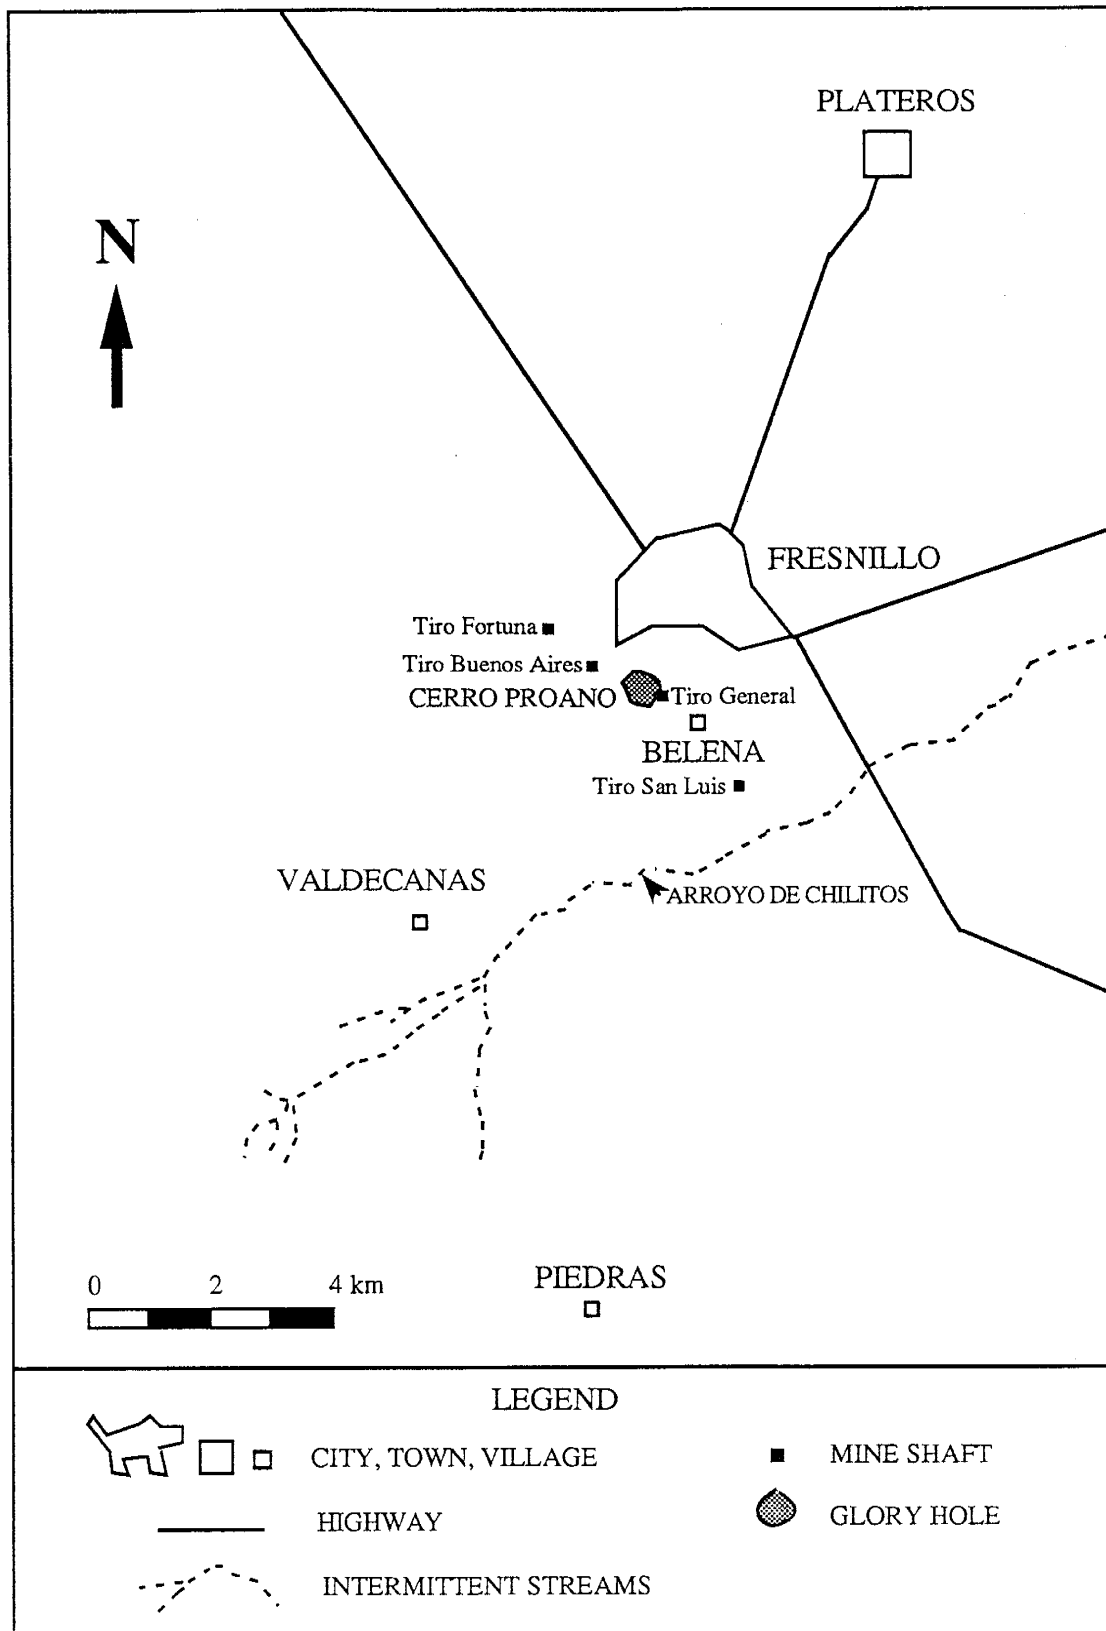 PLATEROS
N
FRESNILLO
Tiro Fortuna
Tiro Buenos Aires
CERRO PROANO
Tiro General
BELENA
Tiro San Luis
VALDECANAS
ARROYO DE CHILITOS
0 2 4 km
PIEDRAS
LEGEND
CITY, TOWN, VILLAGE
MINE SHAFT
HIGHWAY
GLORY HOLE
INTERMITTENT STREAMS